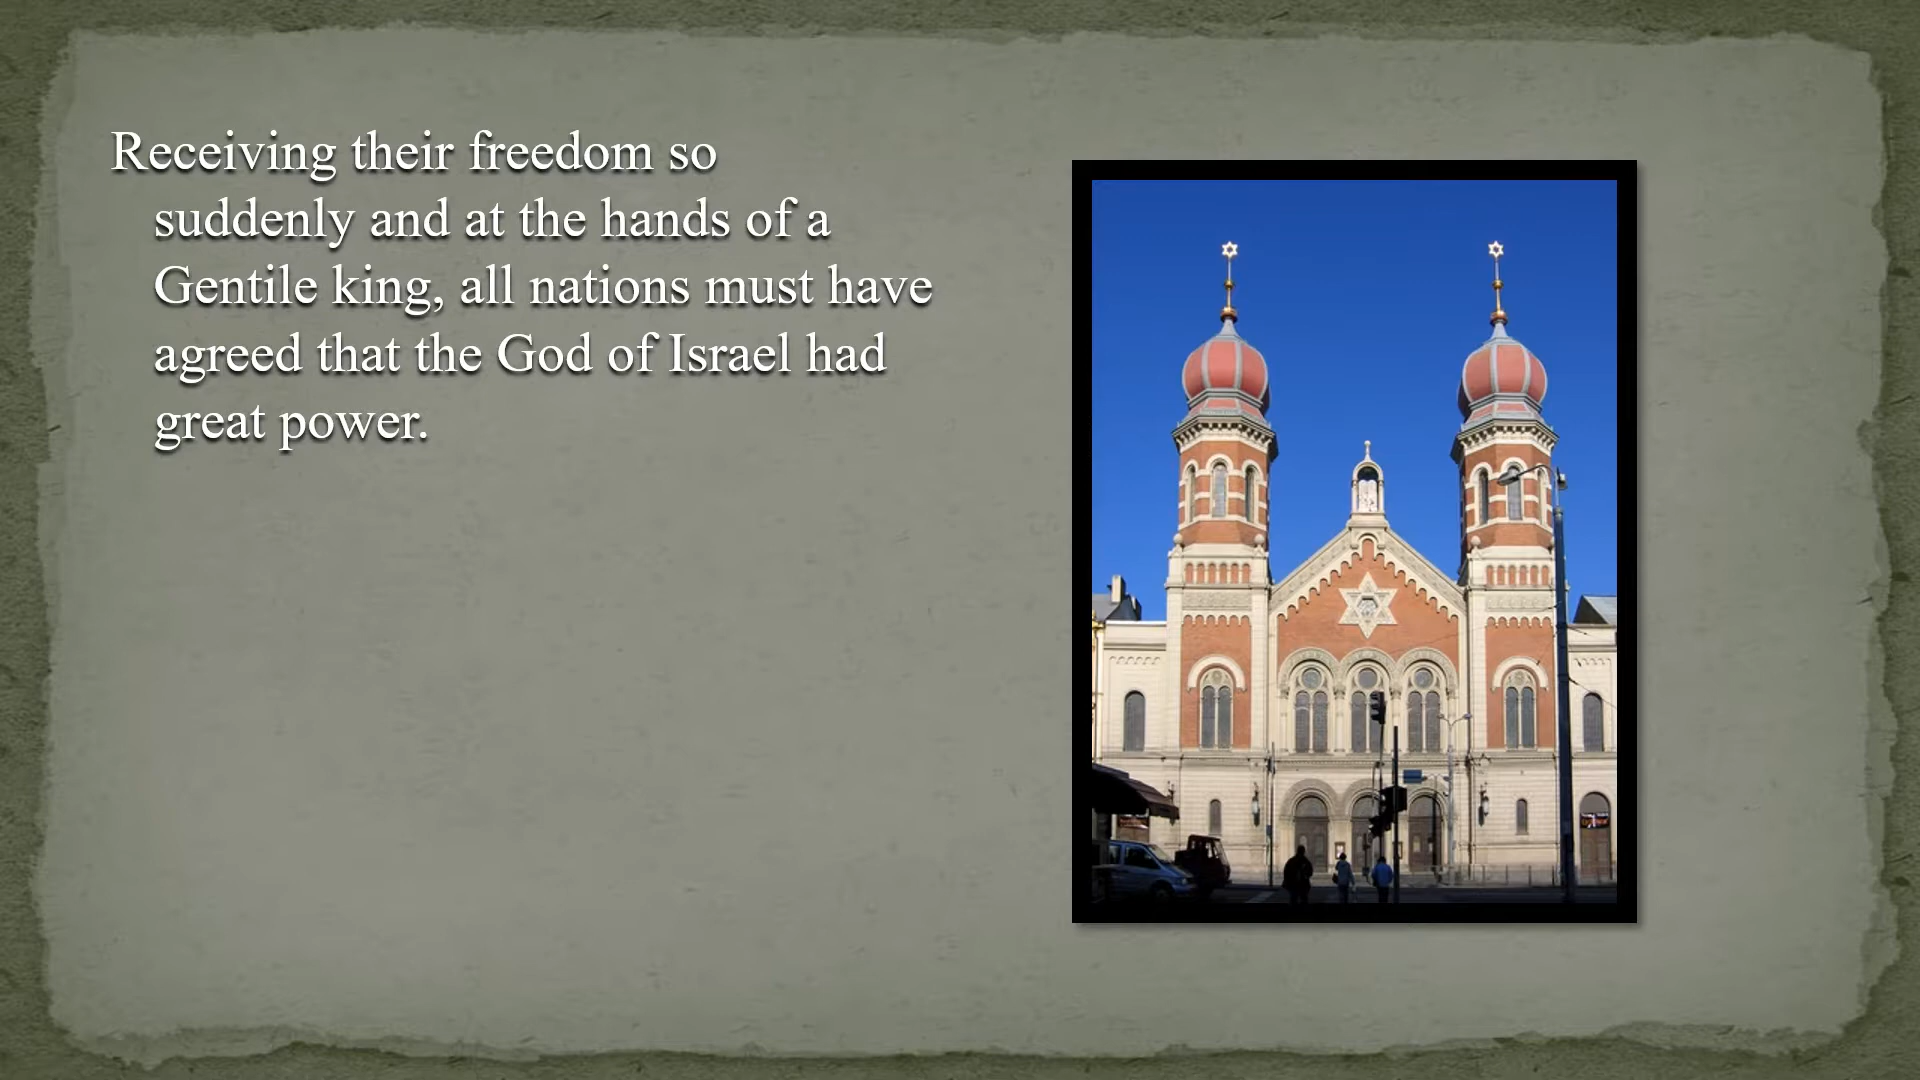 Receiving their freedom so
suddenly and at the hands of a
Gentile king, all nations must have
agreed that the God of Israel had
great power.